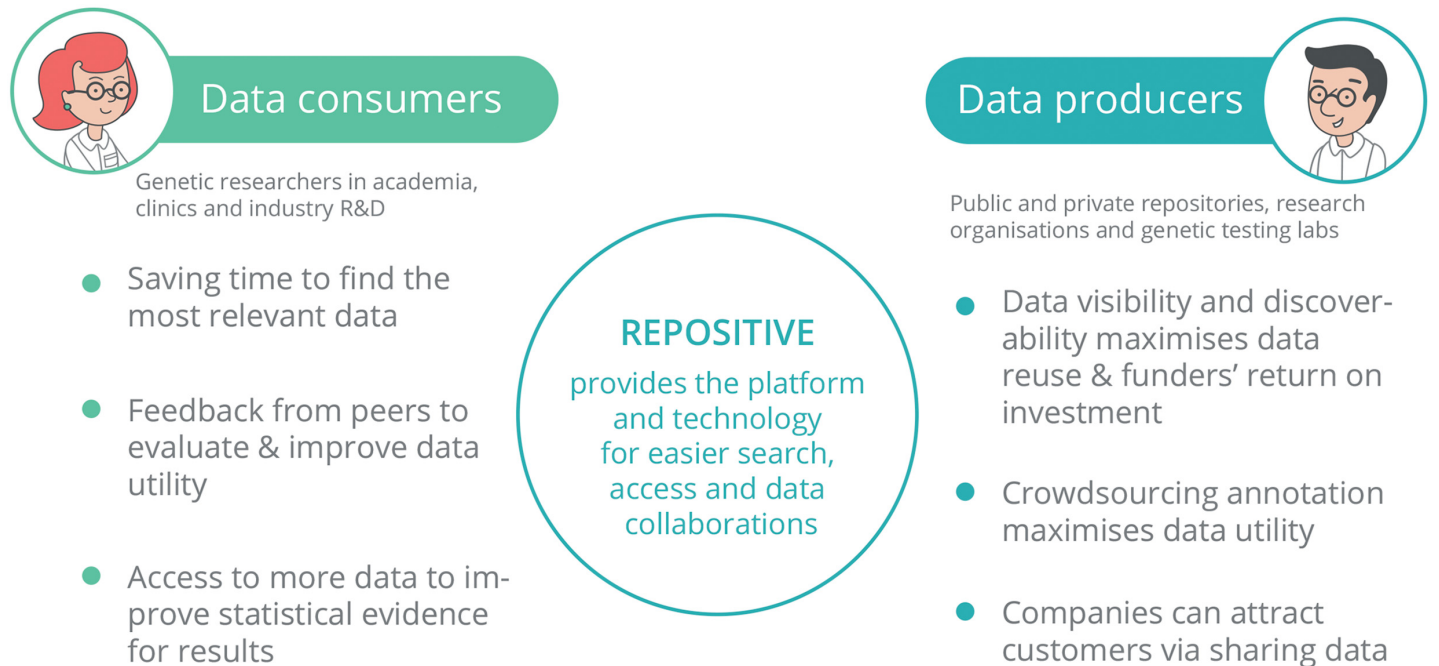 Data consumers
Genetic researchers in academia,
clinics and industry R&D
Saving time to find the
most relevant data
Feedback from peers to
evaluate & improve data
utility
Access to more data to im-
prove statistical evidence
for results
REPOSITIVE
provides the platform
and technology
for easier search,
access and data
collaborations
Data producers
Public and private repositories, research
organisations and genetic testing labs
Data visibility and discover-
ability maximises data
reuse & funders’ return on
investment
Crowdsourcing annotation
maximises data utility
Companies can attract
customers via sharing data